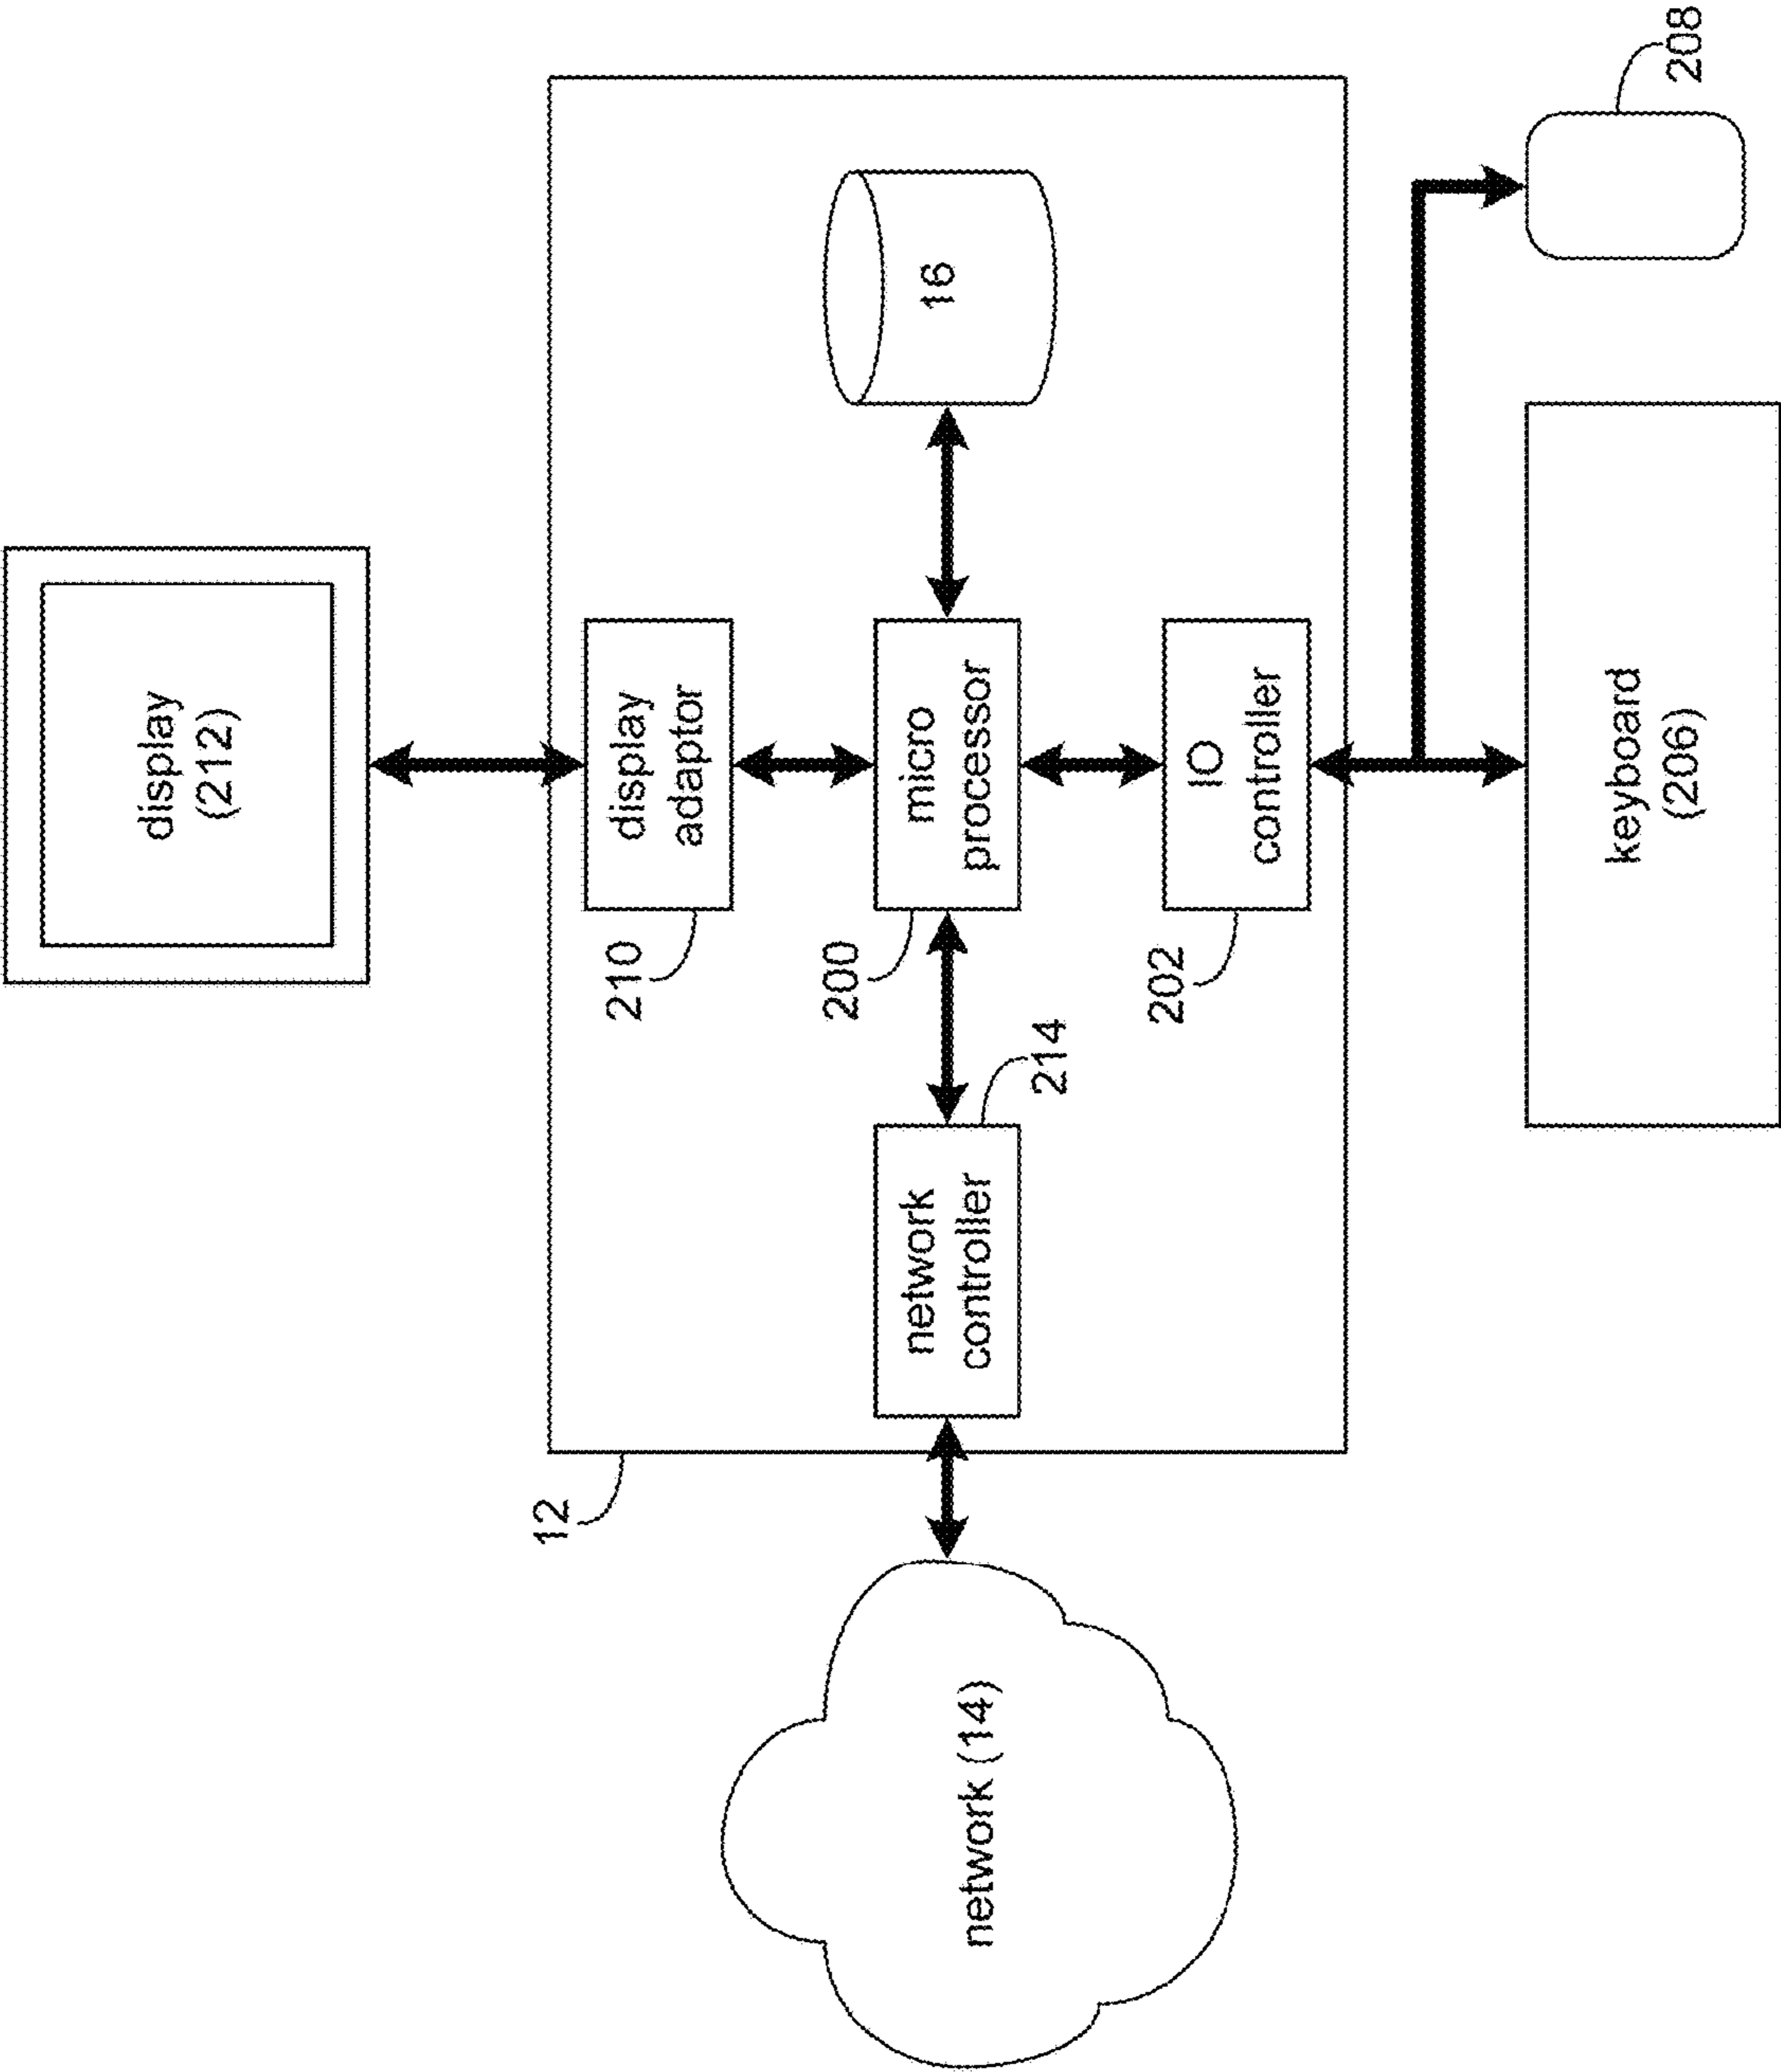 display
(212)
210
display
adaptor
16
200
micro
processor
12
network
controller
214
network (14)
202
IO
controller
keyboard
(206)
208